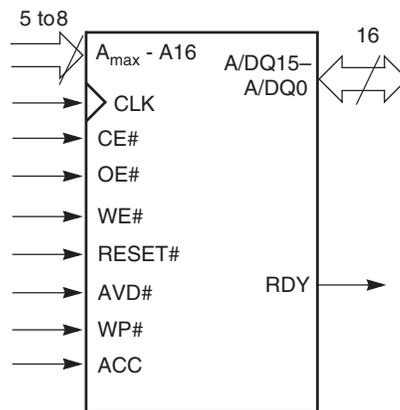 5 to8
16
Amax - A16
A/DQ15–
A/DQ0
CLK
CE#
OE#
WE#
RESET#
AVD#
RDY
WP#
ACC